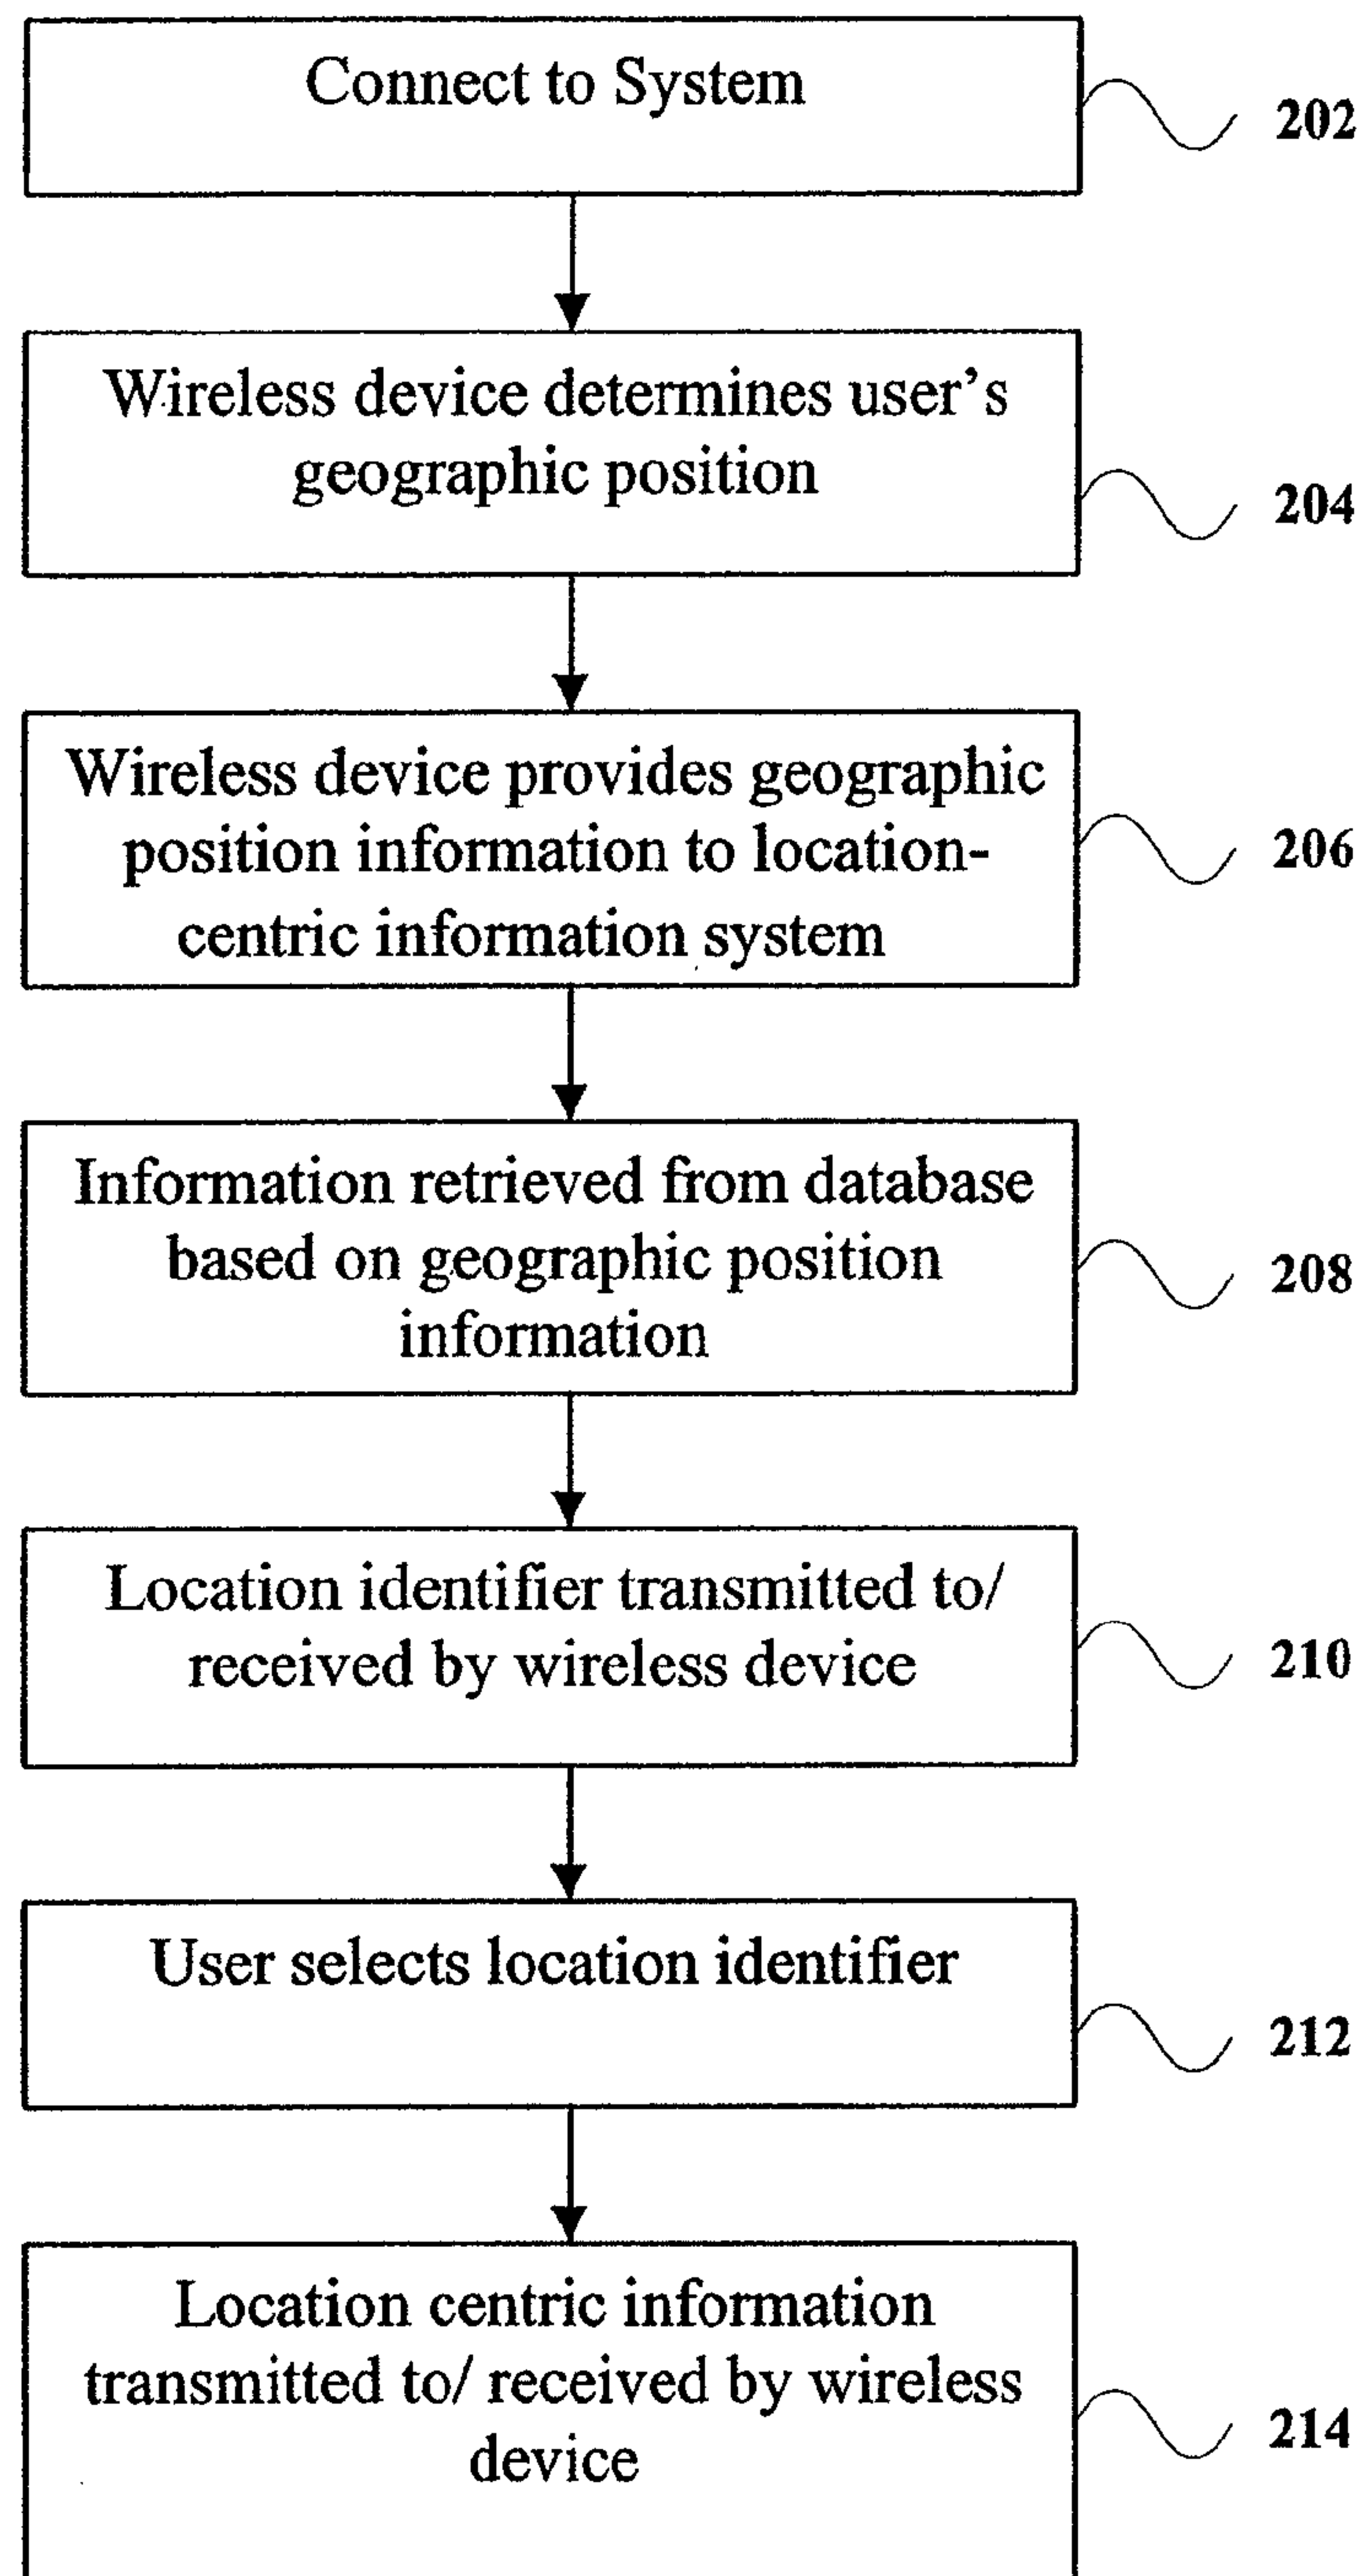 Connect to System
202
Wireless device determines user's
geographic position
204
Wireless device provides geographic
position information to location-
centric information system
206
Information retrieved from database
based on geographic position
information
208
Location identifier transmitted to/
received by wireless device
210
User selects location identifier
212
Location centric information
transmitted to/ received by wireless
device
214